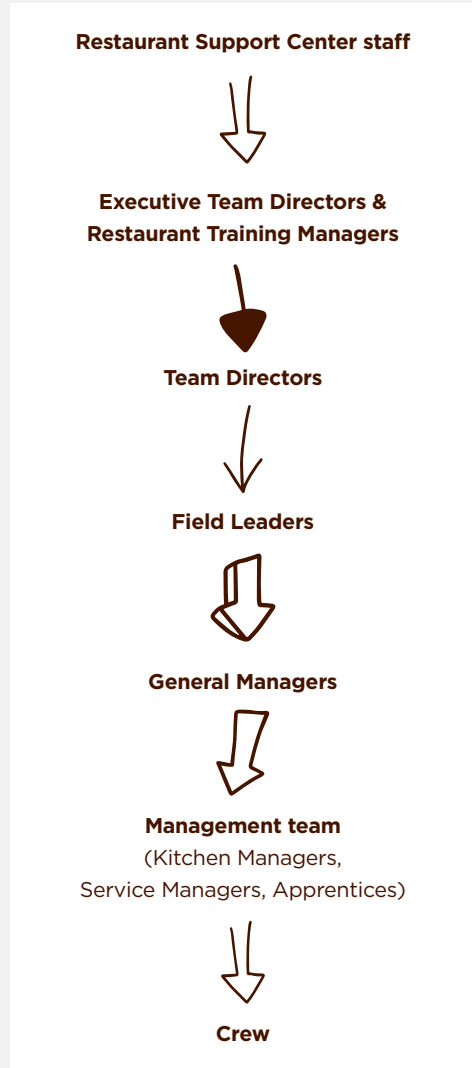 Restaurant Support Center staff
Executive Team Directors &
Restaurant Training Managers
Team Directors
Field Leaders
General Managers
Management team
(Kitchen Managers,
Service Managers, Apprentices)
Crew